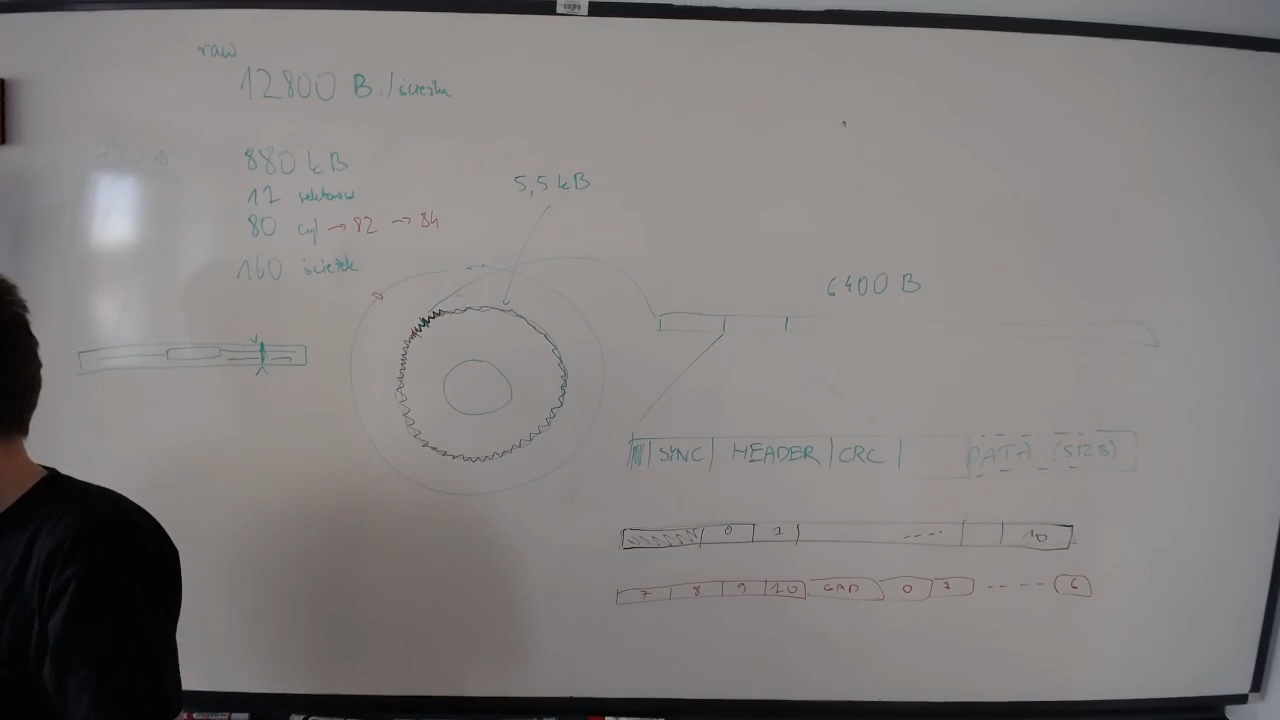 raw
12800 B/ścieżka
880 kB
11 sektorów
80 cyl → 82 → 84
160 ścieżek
5,5 kB
6400 B
SYNC HEADER CRC DATA (512B)
0 1 ---- 10
7 8 9 10 GAP 0 1 ----- 6